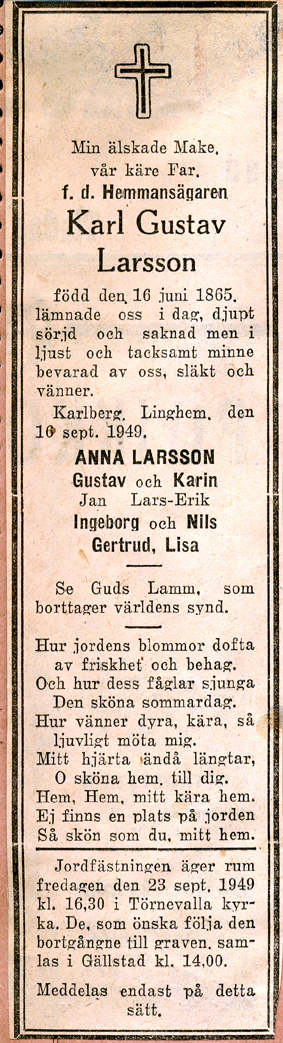 Min älskade Make,
vår käre Far,
f. d. Hemmansägaren
Karl Gustav
Larsson
född den 16 juni 1865,
lämnade oss i dag, djupt
sörjd och saknad men i
ljust och tacksamt minne
bevarad av oss, släkt och
vänner.
Karlberg, Linghem, den
16 sept. 1949.
ANNA LARSSON
Gustav och Karin
Jan Lars-Erik
Ingeborg och Nils
Gertrud, Lisa
Se Guds Lamm, som
borttager världens synd.
Hur jordens blommor dofta
av friskhet och behag.
Och hur dess fåglar sjunga
Den sköna sommardag.
Hur vänner dyra, kära, så
ljuvligt möta mig.
Mitt hjärta ändå längtar,
O sköna hem, till dig.
Hem, Hem, mitt kära hem.
Ej finns en plats på jorden
Så skön som du, mitt hem.
Jordfästningen äger rum
fredagen den 23 sept. 1949
kl. 16,30 i Törnevalla kyr-
ka. De, som önska följa den
bortgångne till graven, sam-
las i Gällstad kl. 14,00.
Meddelas endast på detta
sätt.